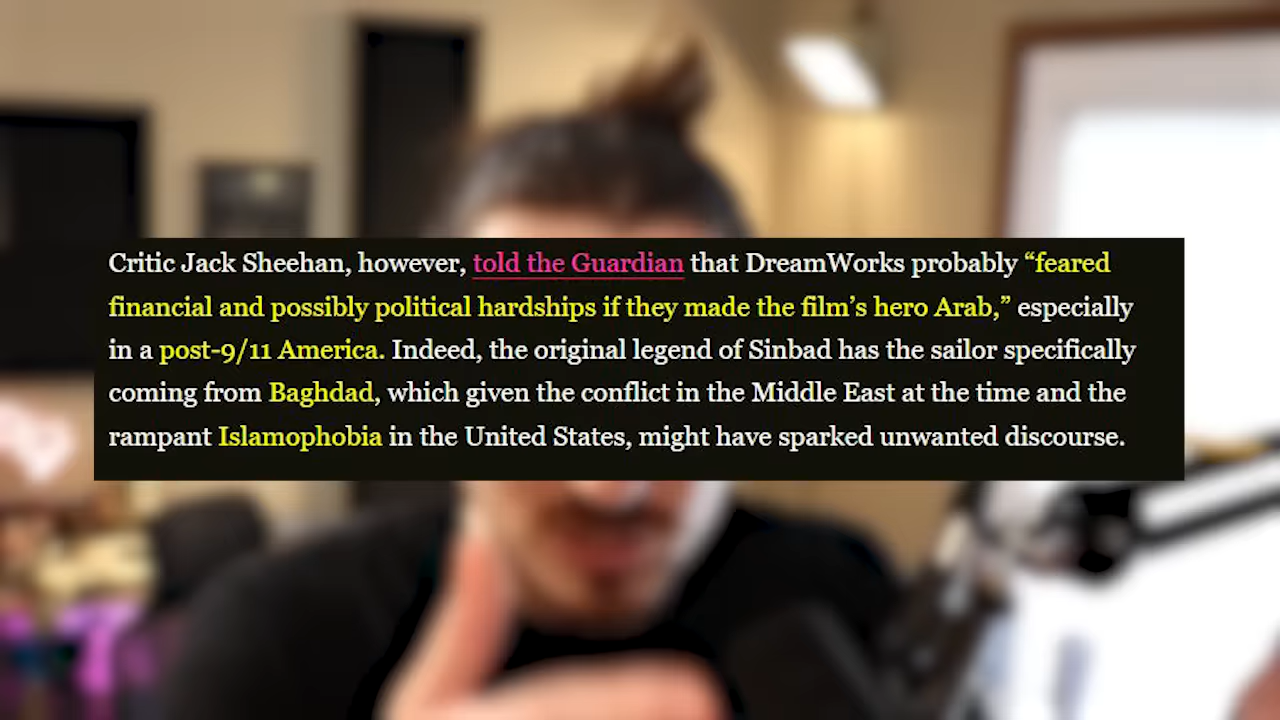 Critic Jack Sheehan, however, told the Guardian that DreamWorks probably “feared
financial and possibly political hardships if they made the film’s hero Arab,” especially
in a post-9/11 America. Indeed, the original legend of Sinbad has the sailor specifically
coming from Baghdad, which given the conflict in the Middle East at the time and the
rampant Islamophobia in the United States, might have sparked unwanted discourse.